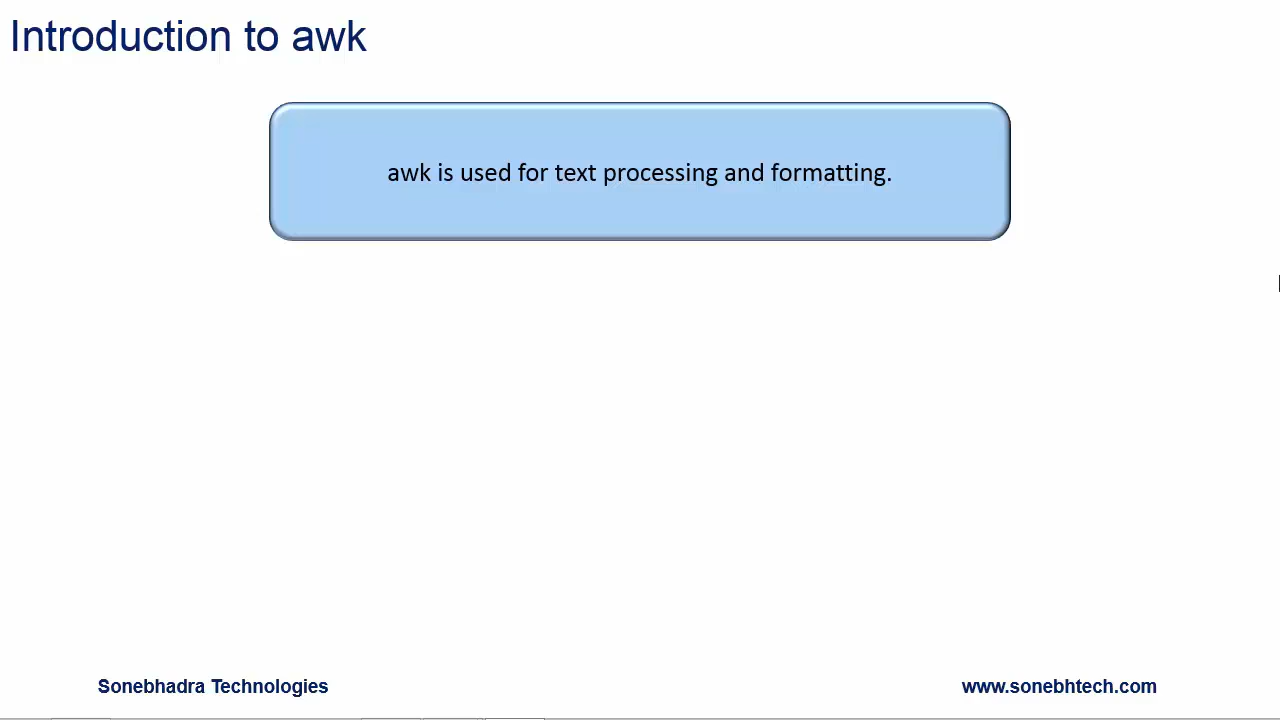 Introduction to awk
awk is used for text processing and formatting.
Sonebhadra Technologies
www.sonebhtech.com